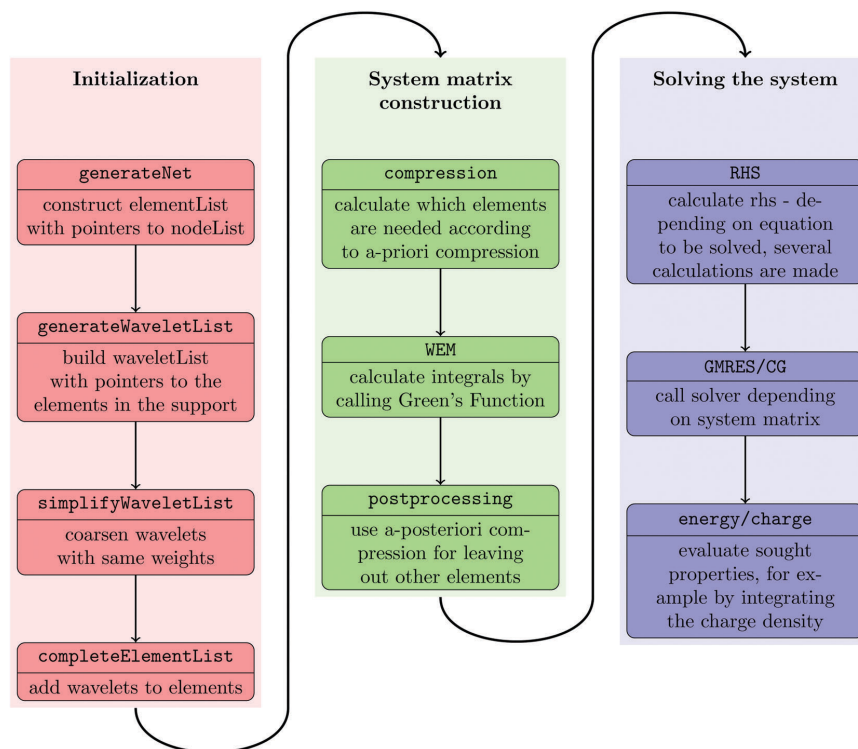 Initialization
generateNet
construct elementList
with pointers to nodeList
generateWaveletList
build waveletList
with pointers to the
elements in the support
simplifyWaveletList
coarsen wavelets
with same weights
completeElementList
add wavelets to elements
System matrix
construction
compression
calculate which elements
are needed according
to a-priori compression
WEM
calculate integrals by
calling Green's Function
postprocessing
use a-posteriori com-
pression for leaving
out other elements
Solving the system
RHS
calculate rhs - de-
pending on equation
to be solved, several
calculations are made
GMRES/CG
call solver depending
on system matrix
energy/charge
evaluate sought
properties, for ex-
ample by integrating
the charge density